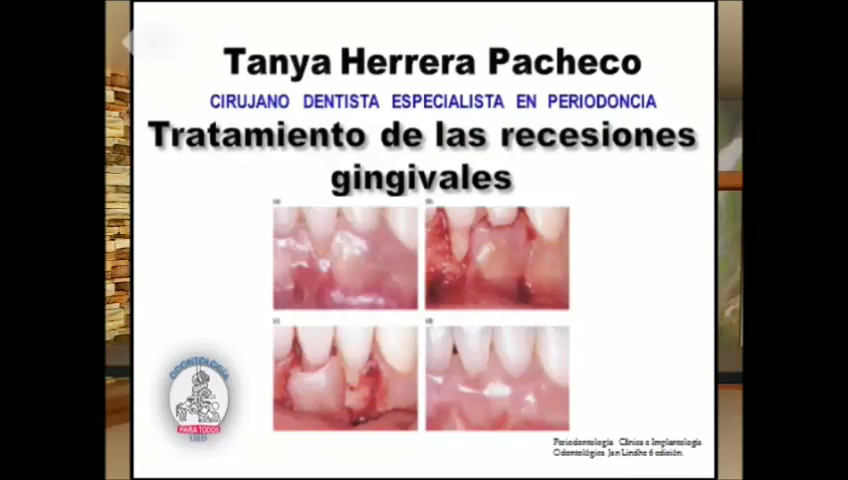 Tanya Herrera Pacheco
CIRUJANO DENTISTA ESPECIALISTA EN PERIODONCIA
Tratamiento de las recesiones
gingivales
ODONTOLOGÍA
PARA TODOS
Periodontología Clínica e Implantología
Odontológica Jan Lindhe 6 edición.